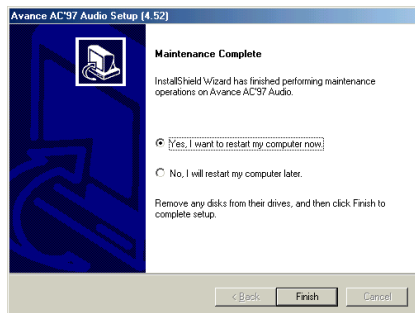 Avance AC'97 Audio Setup (4.52)
Maintenance Complete
InstallShield Wizard has finished performing maintenance
operations on Avance AC'97 Audio.
Yes, I want to restart my computer now.
No, I will restart my computer later.
Remove any disks from their drives, and then click Finish to
complete setup.
< Back Finish Cancel